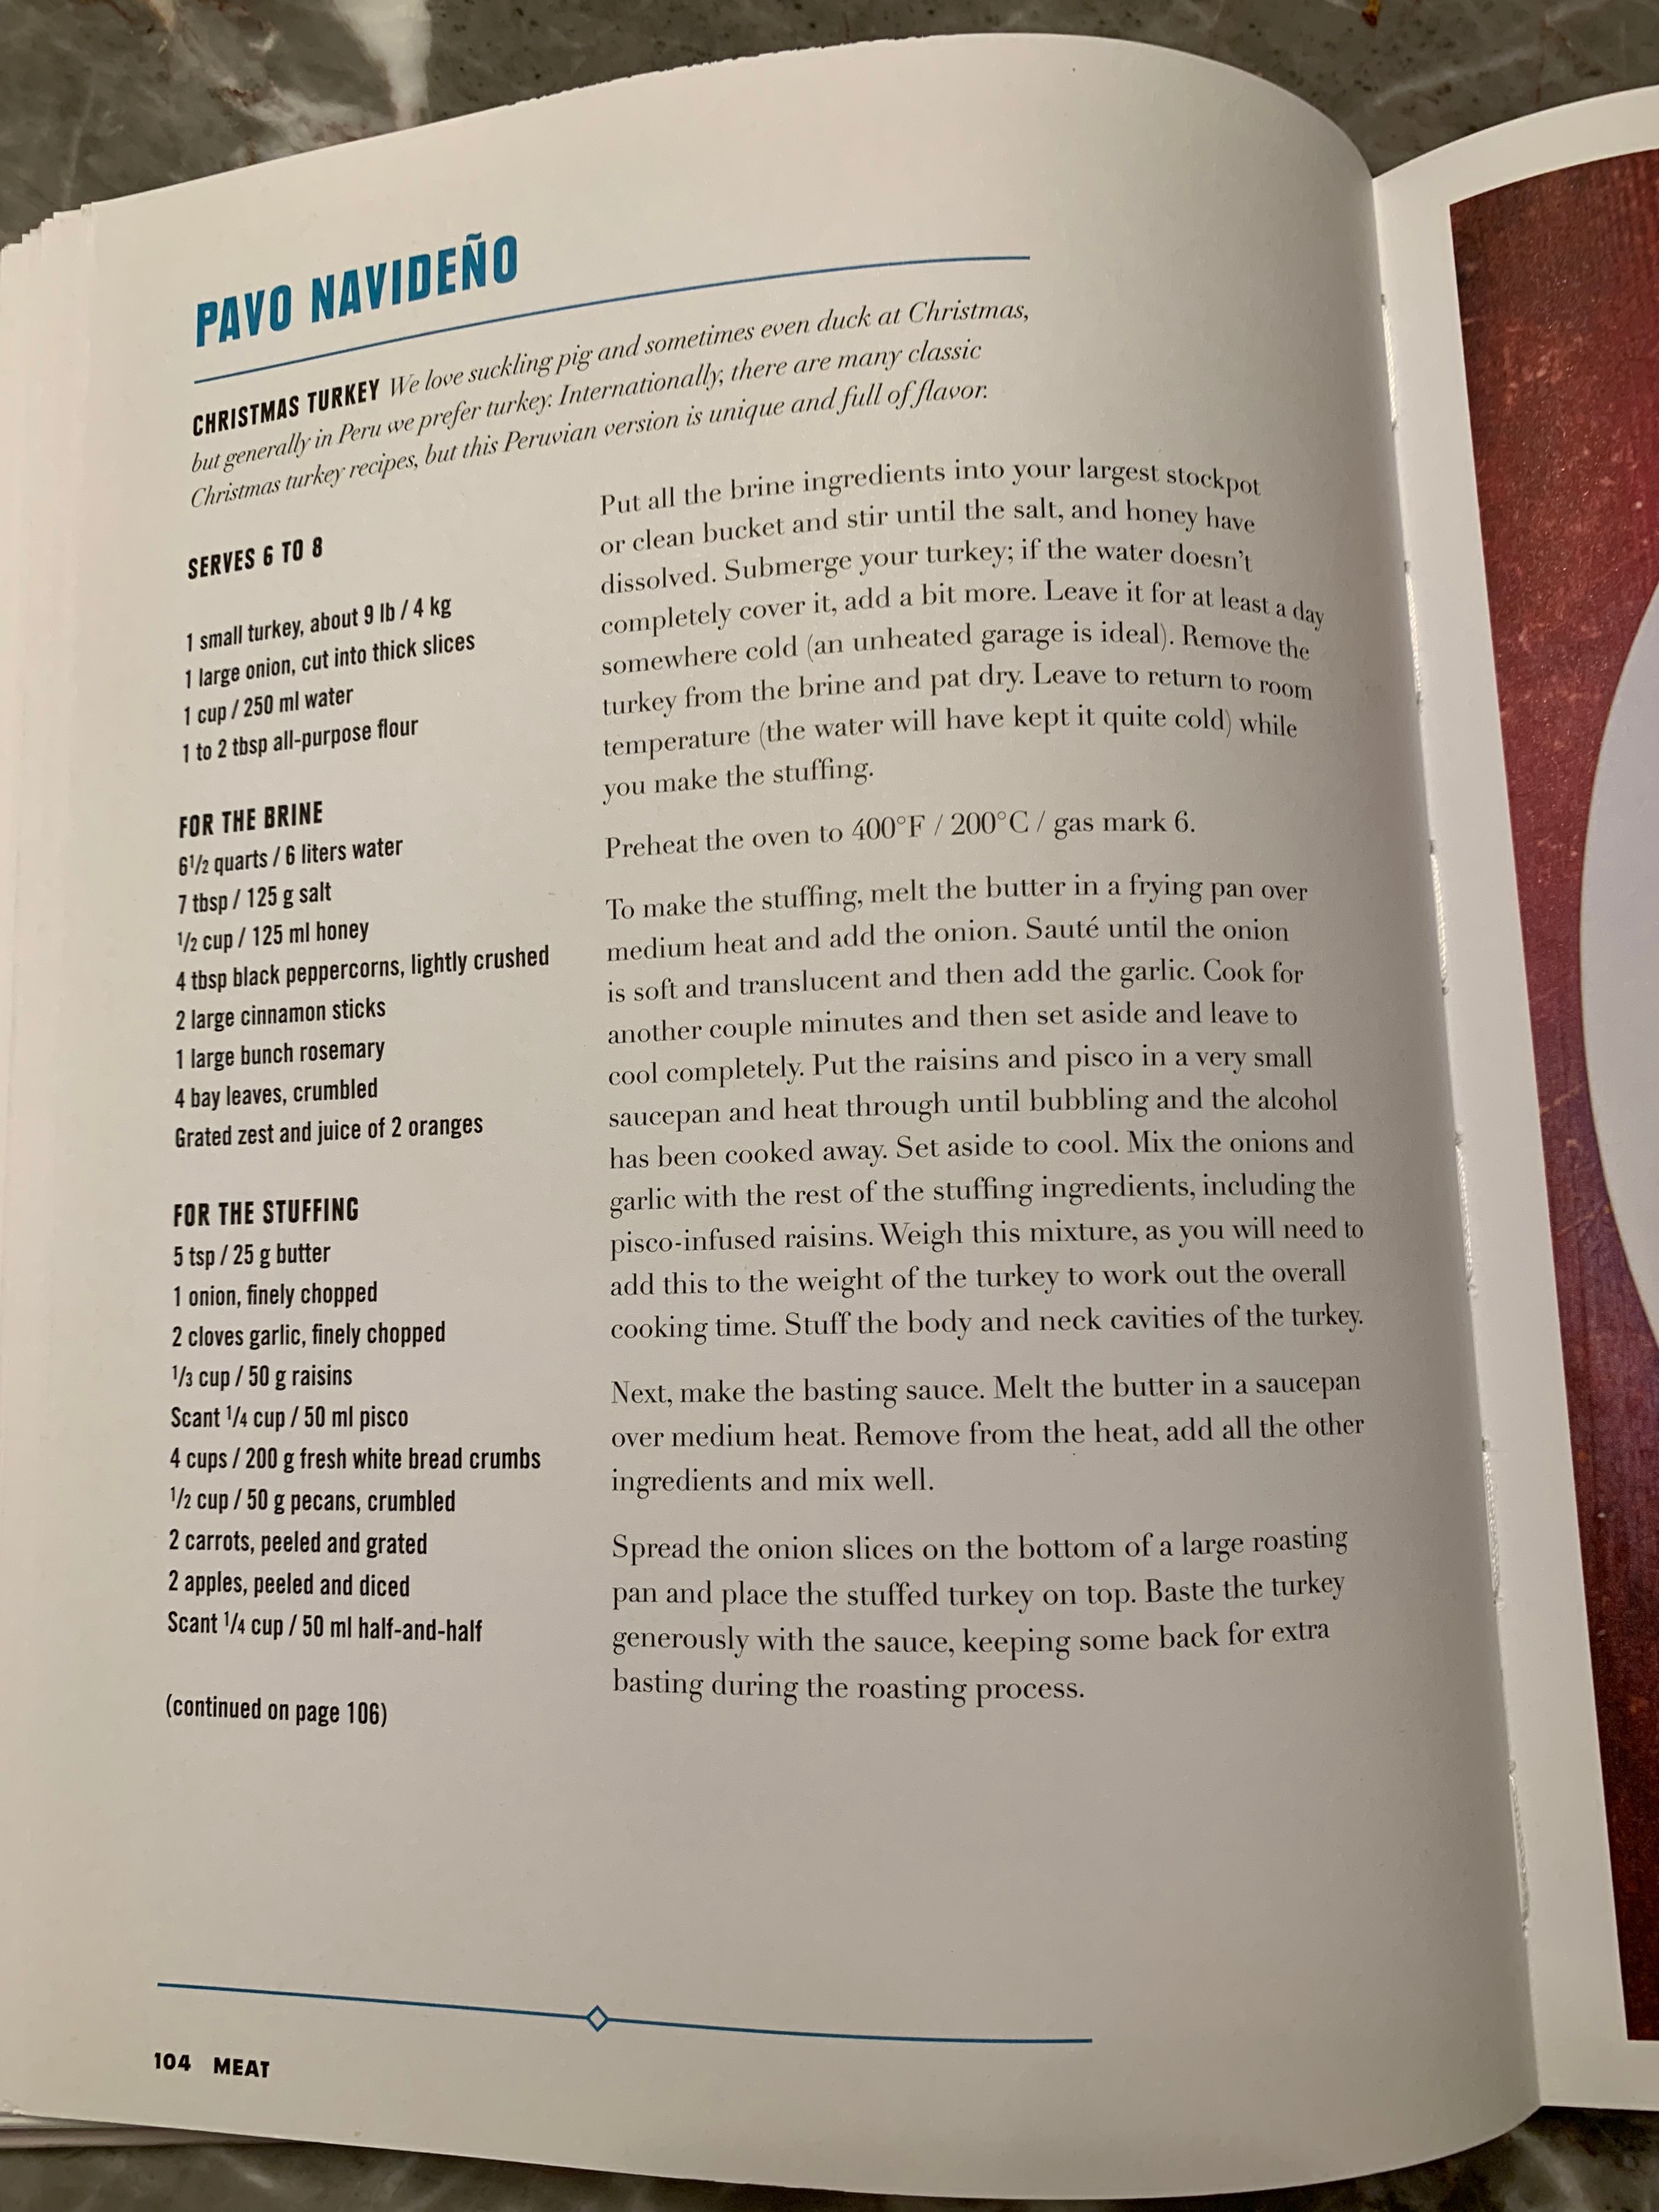 PAVO NAVIDEÑO
CHRISTMAS TURKEY We love suckling pig and sometimes even duck at Christmas,
but generally in Peru we prefer turkey. Internationally, there are many classic
Christmas turkey recipes, but this Peruvian version is unique and full of flavor.
SERVES 6 TO 8
1 small turkey, about 9 lb / 4 kg
1 large onion, cut into thick slices
1 cup / 250 ml water
1 to 2 tbsp all-purpose flour
FOR THE BRINE
6 1/2 quarts / 6 liters water
7 tbsp / 125 g salt
1/2 cup / 125 ml honey
4 tbsp black peppercorns, lightly crushed
2 large cinnamon sticks
1 large bunch rosemary
4 bay leaves, crumbled
Grated zest and juice of 2 oranges
FOR THE STUFFING
5 tsp / 25 g butter
1 onion, finely chopped
2 cloves garlic, finely chopped
1/3 cup / 50 g raisins
Scant 1/4 cup / 50 ml pisco
4 cups / 200 g fresh white bread crumbs
1/2 cup / 50 g pecans, crumbled
2 carrots, peeled and grated
2 apples, peeled and diced
Scant 1/4 cup / 50 ml half-and-half
(continued on page 106)
Put all the brine ingredients into your largest stockpot
or clean bucket and stir until the salt, and honey have
dissolved. Submerge your turkey; if the water doesn't
completely cover it, add a bit more. Leave it for at least a day
somewhere cold (an unheated garage is ideal). Remove the
turkey from the brine and pat dry. Leave to return to room
temperature (the water will have kept it quite cold) while
you make the stuffing.
Preheat the oven to 400°F / 200°C / gas mark 6.
To make the stuffing, melt the butter in a frying pan over
medium heat and add the onion. Sauté until the onion
is soft and translucent and then add the garlic. Cook for
another couple minutes and then set aside and leave to
cool completely. Put the raisins and pisco in a very small
saucepan and heat through until bubbling and the alcohol
has been cooked away. Set aside to cool. Mix the onions and
garlic with the rest of the stuffing ingredients, including the
pisco-infused raisins. Weigh this mixture, as you will need to
add this to the weight of the turkey to work out the overall
cooking time. Stuff the body and neck cavities of the turkey.
Next, make the basting sauce. Melt the butter in a saucepan
over medium heat. Remove from the heat, add all the other
ingredients and mix well.
Spread the onion slices on the bottom of a large roasting
pan and place the stuffed turkey on top. Baste the turkey
generously with the sauce, keeping some back for extra
basting during the roasting process.
104 MEAT